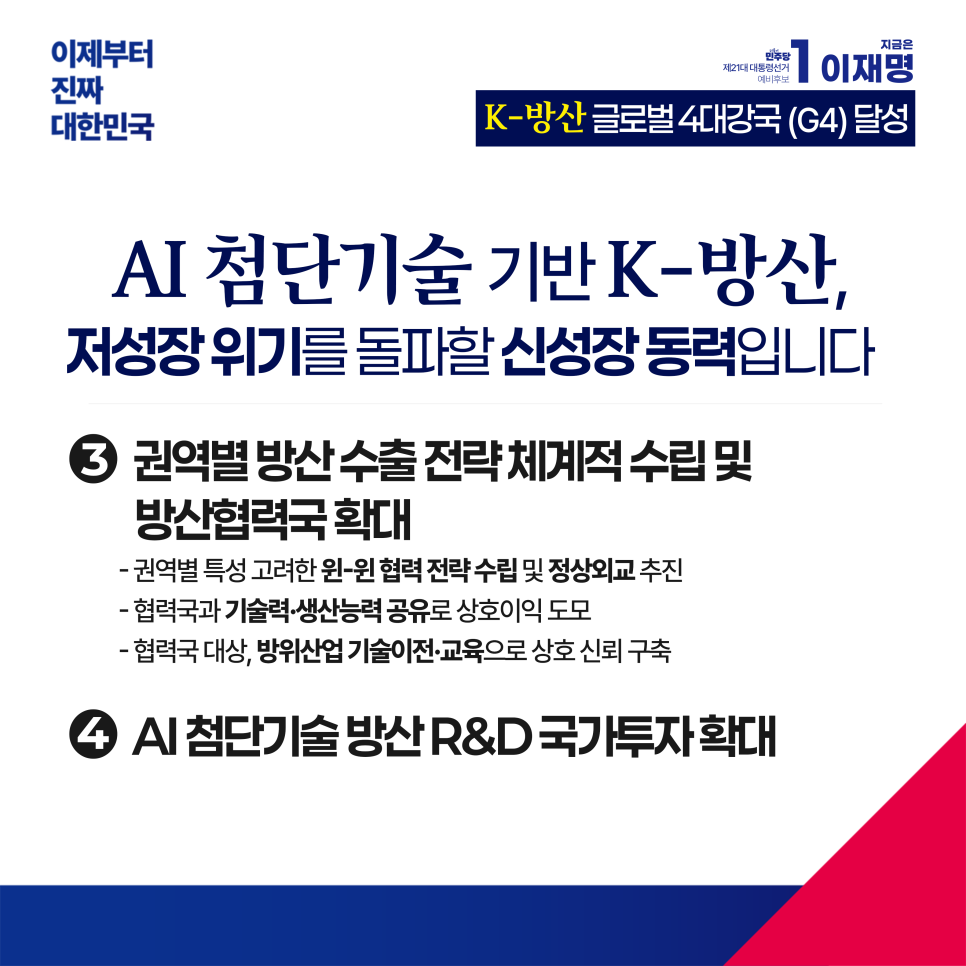 이제부터
진짜
대한민국
지금은
민주당
제21대 대통령선거
예비후보
1 이재명
K-방산 글로벌 4대강국 (G4) 달성
AI 첨단기술 기반 K-방산,
저성장 위기를 돌파할 신성장 동력입니다
3 권역별 방산 수출 전략 체계적 수립 및
방산협력국 확대
- 권역별 특성 고려한 윈-윈 협력 전략 수립 및 정상외교 추진
- 협력국과 기술력·생산능력 공유로 상호이익 도모
- 협력국 대상, 방위산업 기술이전·교육으로 상호 신뢰 구축
4 AI 첨단기술 방산 R&D 국가투자 확대